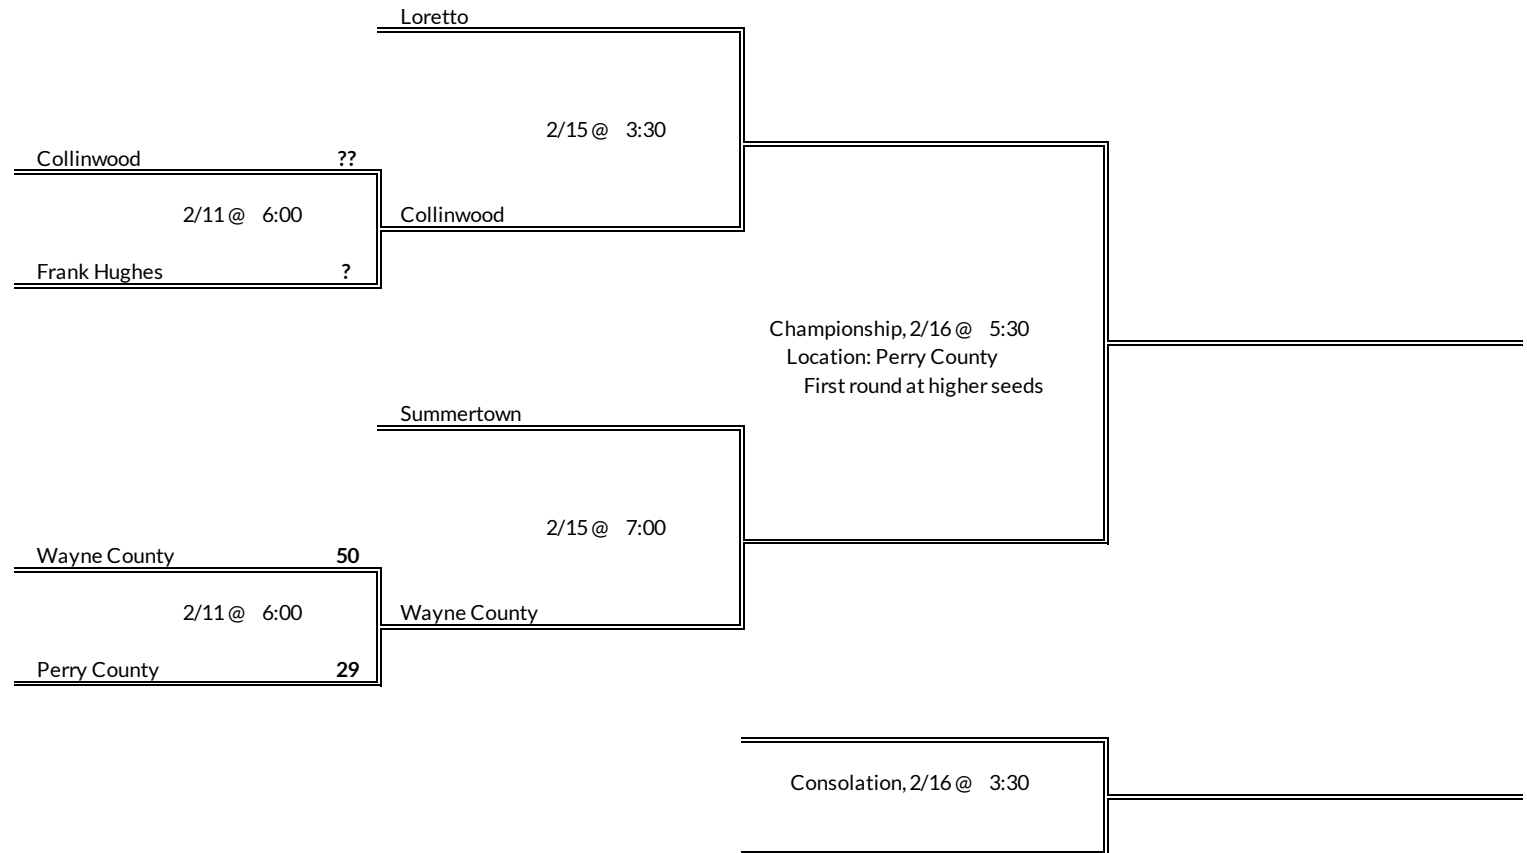 Loretto
2/15 @ 3:30
Collinwood ??
2/11 @ 6:00
Collinwood
Frank Hughes ?
Championship, 2/16 @ 5:30
Location: Perry County
First round at higher seeds
Summertown
2/15 @ 7:00
Wayne County 50
2/11 @ 6:00
Wayne County
Perry County 29
Consolation, 2/16 @ 3:30